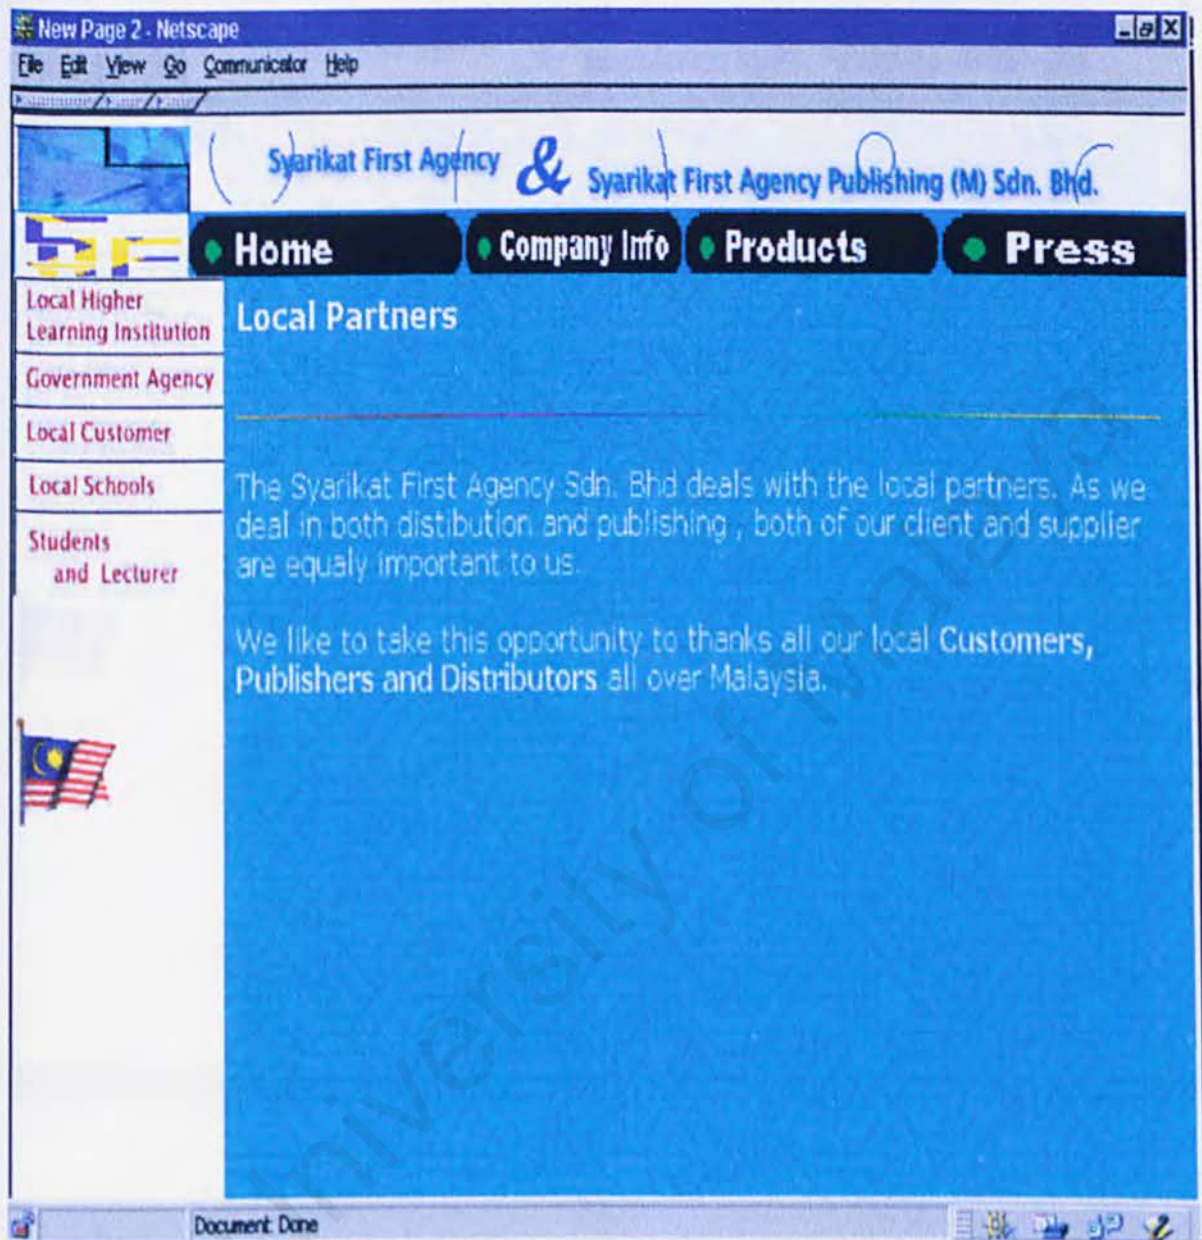 New Page 2 - Netscape
File Edit View Go Communicator Help
Syarikat First Agency & Syarikat First Agency Publishing (M) Sdn. Bhd.
Home Company Info Products Press
Local Higher
Learning Institution
Government Agency
Local Customer
Local Schools
Students
and Lecturer
Local Partners
The Syarikat First Agency Sdn. Bhd deals with the local partners. As we
deal in both distibution and publishing , both of our client and supplier
are equaly important to us.
We like to take this opportunity to thanks all our local Customers,
Publishers and Distributors all over Malaysia.
University of Malaya
Document: Done